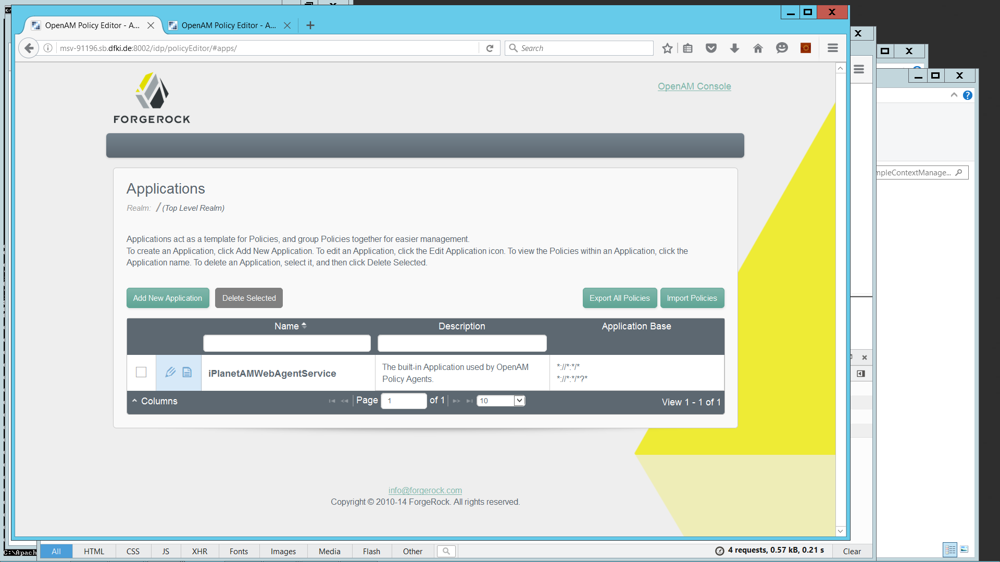 OpenAM Policy Editor - A...
OpenAM Policy Editor - A...
msv-91196.sb.dfki.de:8002/idp/policyEditor/#apps/
Search
FORGEROCK
OpenAM Console
mpleContextManage...
Applications
Realm: / (Top Level Realm)
Applications act as a template for Policies, and group Policies together for easier management.
To create an Application, click Add New Application. To edit an Application, click the Edit Application icon. To view the Policies within an Application, click the
Application name. To delete an Application, select it, and then click Delete Selected.
Add New Application
Delete Selected
Export All Policies
Import Policies
Name
Description
Application Base
iPlanetAMWebAgentService
The built-in Application used by OpenAM
Policy Agents.
*://*:*/*
*://*:*/*?*
Columns
Page 1 of 1
10
View 1 - 1 of 1
info@forgerock.com
Copyright © 2010-14 ForgeRock. All rights reserved.
C:\Apach
All
HTML
CSS
JS
XHR
Fonts
Images
Media
Flash
Other
4 requests, 0.57 kB, 0.21 s
Clear